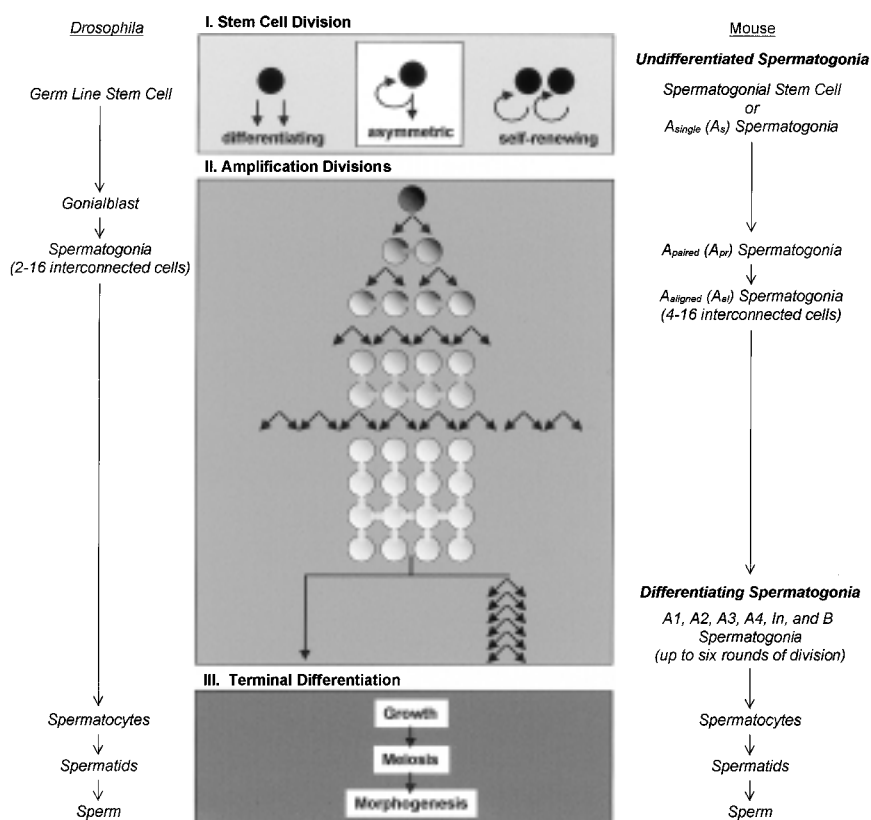 Drosophila
Germ Line Stem Cell
Gonialblast
Spermatogonia
(2-16 interconnected cells)
Spermatocytes
Spermatids
Sperm
I. Stem Cell Division
differentiating
asymmetric
self-renewing
II. Amplification Divisions
III. Terminal Differentiation
Growth
Meiosis
Morphogenesis
Mouse
Undifferentiated Spermatogonia
Spermatogonial Stem Cell
or
Asingle (As) Spermatogonia
Apaired (Apr) Spermatogonia
Aaligned (Aal) Spermatogonia
(4-16 interconnected cells)
Differentiating Spermatogonia
A1, A2, A3, A4, In, and B
Spermatogonia
(up to six rounds of division)
Spermatocytes
Spermatids
Sperm